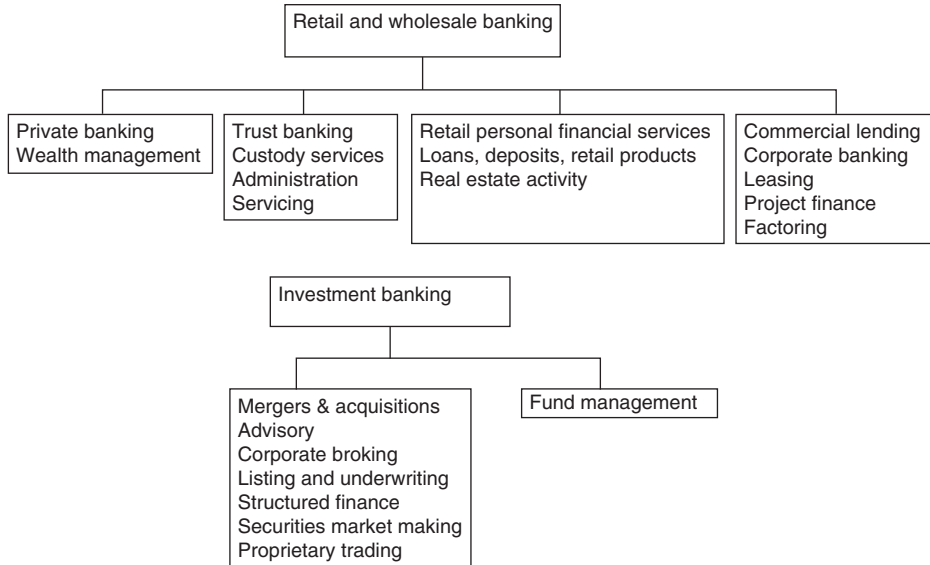 Retail and wholesale banking
Private banking
Wealth management
Trust banking
Custody services
Administration
Servicing
Retail personal financial services
Loans, deposits, retail products
Real estate activity
Commercial lending
Corporate banking
Leasing
Project finance
Factoring
Investment banking
Mergers & acquisitions
Advisory
Corporate broking
Listing and underwriting
Structured finance
Securities market making
Proprietary trading
Fund management